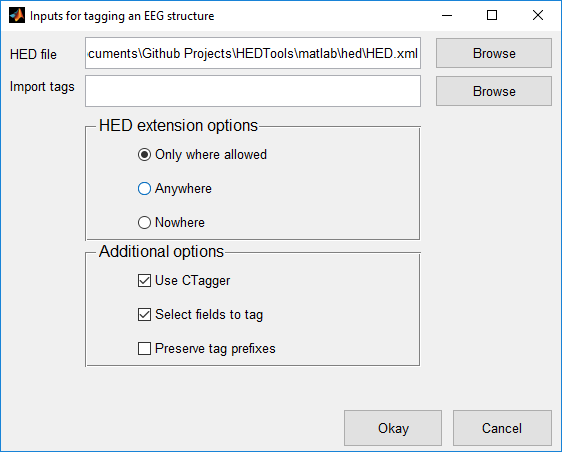 Inputs for tagging an EEG structure
HED file
ocuments\Github Projects\HEDTools\matlab\hed\HED.xml
Browse
Import tags
Browse
HED extension options
Only where allowed
Anywhere
Nowhere
Additional options
Use CTagger
Select fields to tag
Preserve tag prefixes
Okay
Cancel